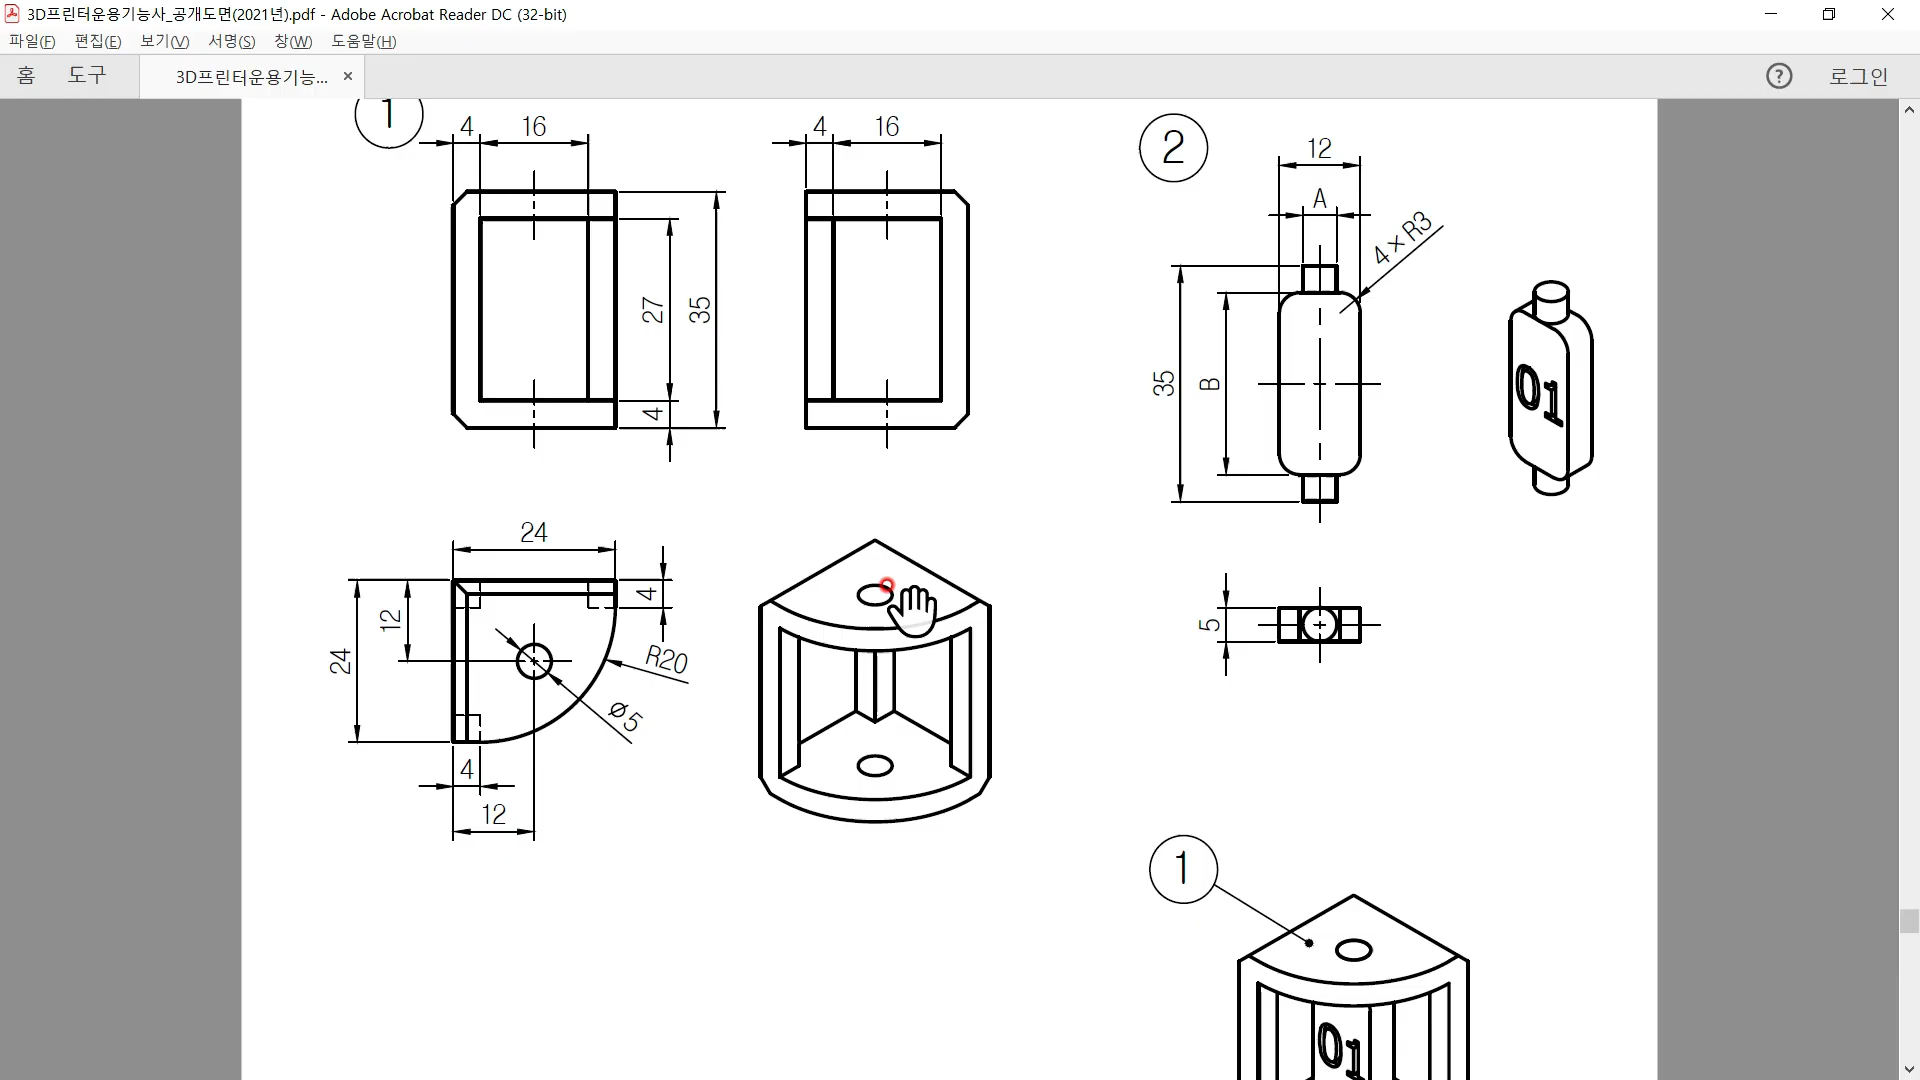 3D프린터운용기능사_공개도면(2021년).pdf - Adobe Acrobat Reader DC (32-bit)
파일(F) 편집(E) 보기(V) 서명(S) 창(W) 도움말(H)
홈 도구 3D프린터운용기능... × ? 로그인
1
4 16
27
35
4
4 16
2
12
A
4×R3
35
B
01
5
24
24
12
4
R20
⌀5
4
12
1
01